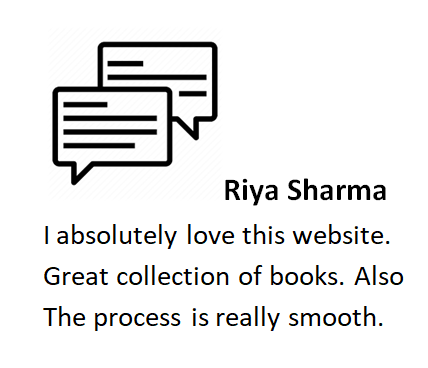 Riya Sharma
I absolutely love this website.
Great collection of books. Also
The process is really smooth.